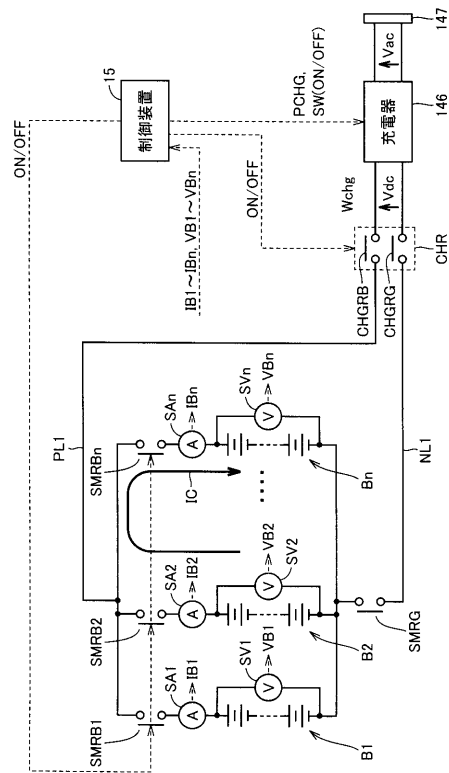 ON/OFF
15
制御装置
IB1～IBn, VB1～VBn
ON/OFF
PCHG,
SW(ON/OFF)
147
Vac
146
充電器
Wchg
Vdc
CHGRB
CHGRG
CHR
PL1
SMRBn
SAn
IBn
SVn
VBn
A
V
Bn
IC
NL1
SMRB2
SA2
IB2
VB2
SV2
A
V
B2
SMRG
SMRB1
SA1
IB1
SV1
VB1
A
V
B1